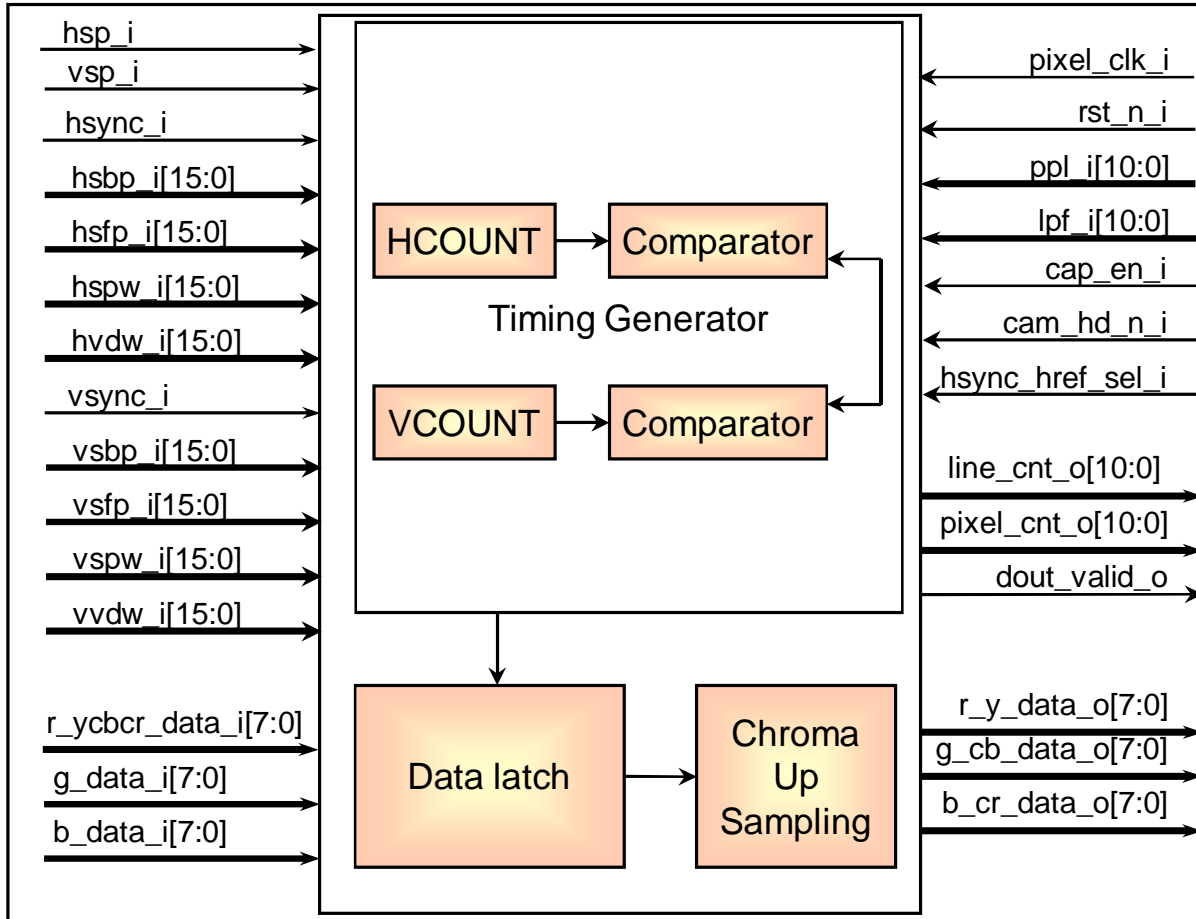 hsp_i
vsp_i
hsync_i
hsbp_i[15:0]
hsfp_i[15:0]
hspw_i[15:0]
hvdw_i[15:0]
vsync_i
vsbp_i[15:0]
vsfp_i[15:0]
vspw_i[15:0]
vvdw_i[15:0]
r_ycbcr_data_i[7:0]
g_data_i[7:0]
b_data_i[7:0]
HCOUNT
Comparator
Timing Generator
VCOUNT
Comparator
Data latch
Chroma
Up
Sampling
pixel_clk_i
rst_n_i
ppl_i[10:0]
lpf_i[10:0]
cap_en_i
cam_hd_n_i
hsync_href_sel_i
line_cnt_o[10:0]
pixel_cnt_o[10:0]
dout_valid_o
r_y_data_o[7:0]
g_cb_data_o[7:0]
b_cr_data_o[7:0]